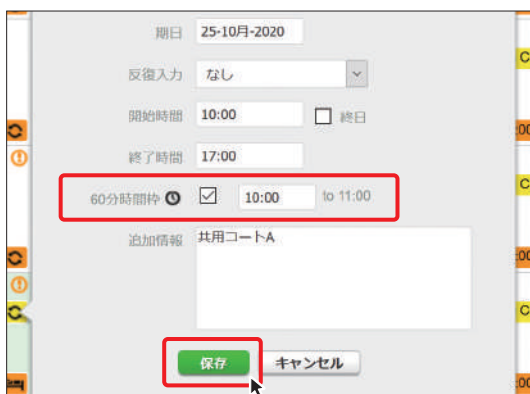 期日 25-10月-2020
反復入力 なし
開始時間 10:00 終日
終了時間 17:00
60分時間枠 10:00 to 11:00
追加情報 共用コートA
保存 キャンセル